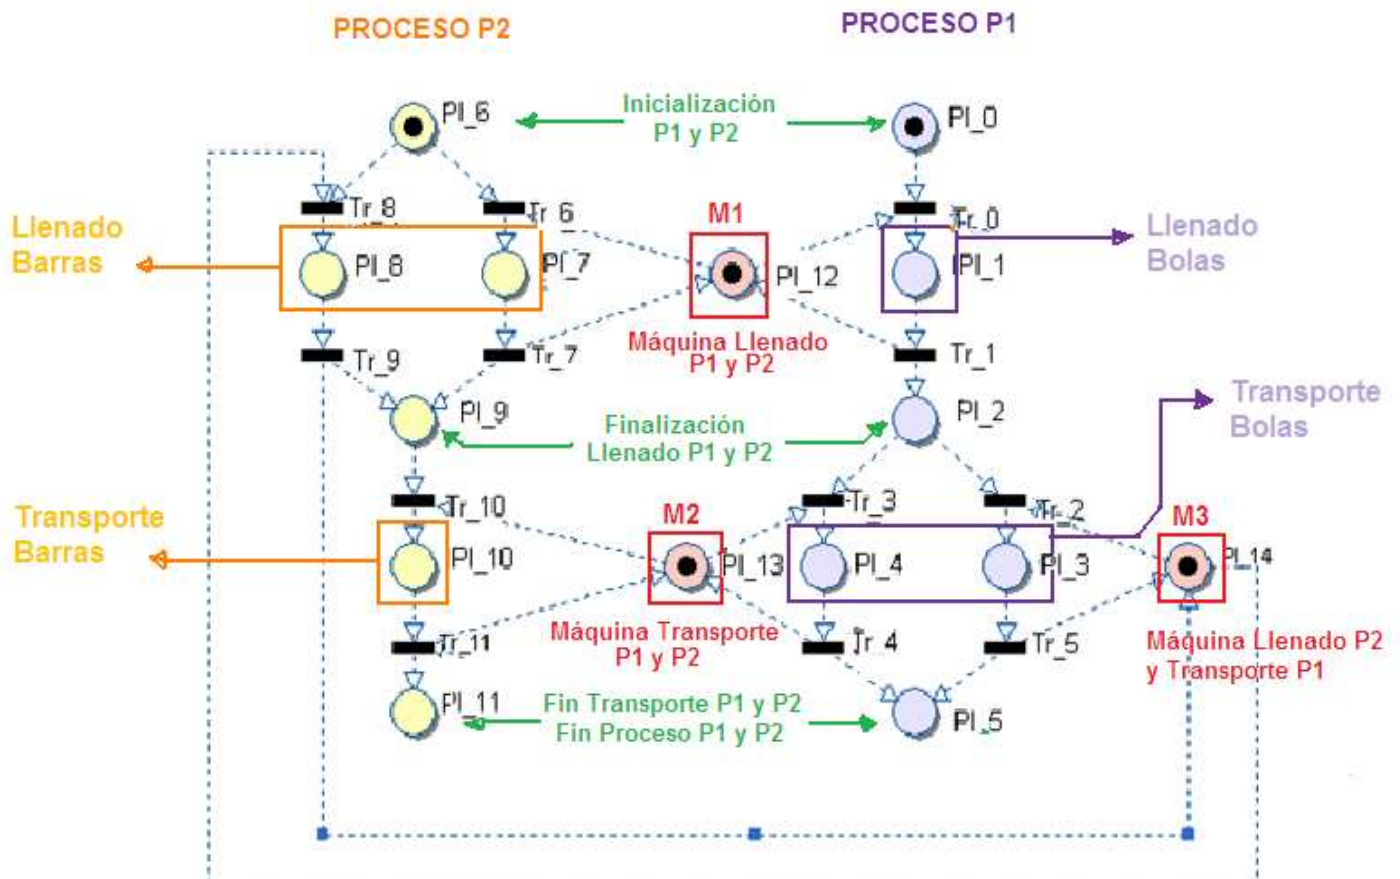 PROCESO P2
PROCESO P1
Inicialización
P1 y P2
Pl_6
Pl_0
Tr_8
Tr_6
M1
Tr_0
Llenado
Barras
Llenado
Bolas
Pl_8
Pl_7
Pl_12
Pl_1
Máquina Llenado
P1 y P2
Tr_9
Tr_7
Tr_1
Pl_9
Pl_2
Finalización
Llenado P1 y P2
Transporte
Bolas
Transporte
Barras
Tr_10
M2
Tr_3
Tr_2
M3
Pl_10
Pl_13
Pl_4
Pl_3
Pl_14
Tr_11
Máquina Transporte
P1 y P2
Tr_4
Tr_5
Máquina Llenado P2
y Transporte P1
Pl_11
Fin Transporte P1 y P2
Fin Proceso P1 y P2
Pl_5